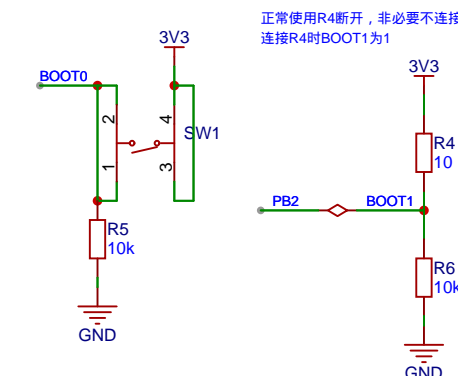 正常使用R4断开，非必要不连接
连接R4时BOOT1为1
3V3
BOOT0
2
4
SW1
1
3
R5
10k
GND
3V3
R4
10
PB2
BOOT1
R6
10k
GND